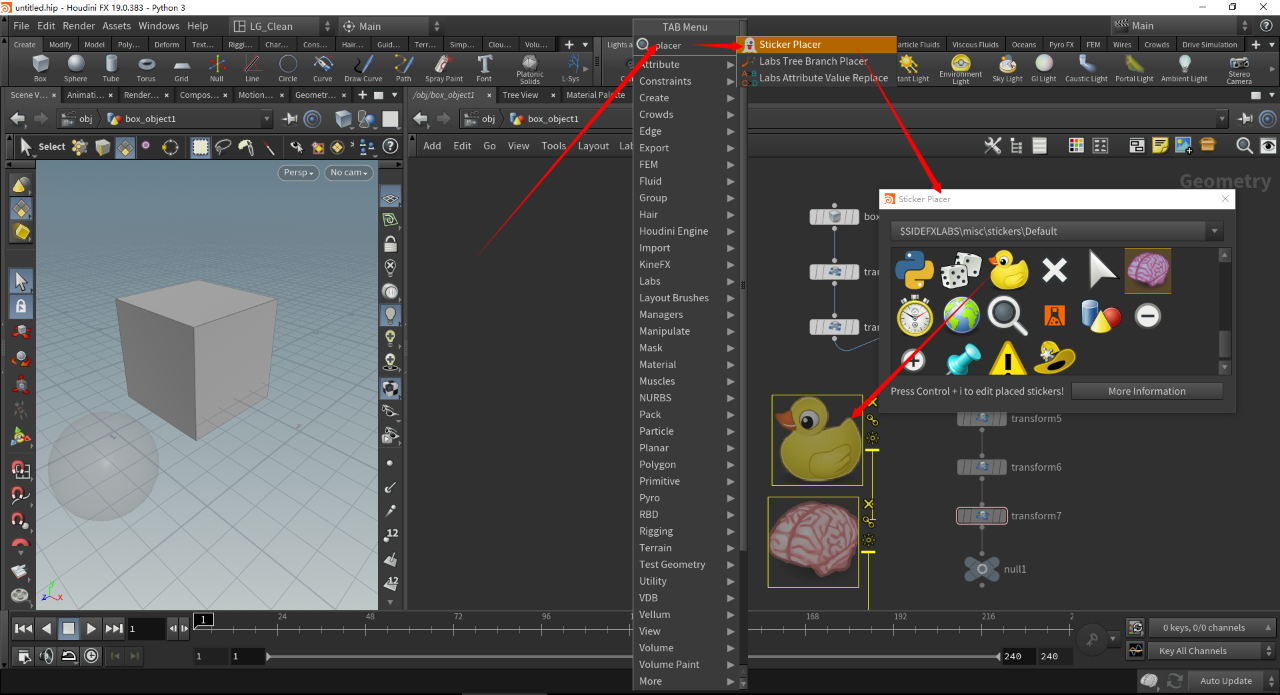 untitled.hip - Houdini FX 19.0.383 - Python 3
File Edit Render Assets Windows Help LG_Clean Main Main
Create Modify Model Poly... Deform Text... Riggi... Char... Cons... Hair... Guid... Terr... Simp... Clou... Volu... Lights a
Viscous Fluids Oceans Pyro FX FEM Wires Crowds Drive Simulation
Box Sphere Tube Torus Grid Null Line Circle Curve Draw Curve Path Spray Paint Font Platonic Solids L-Sys
Environment Light Sky Light GI Light Caustic Light Portal Light Ambient Light Stereo Camera
Scene V... Animati... Render... Compos... Motion... Geometr...
/obj/box_object1 Tree View Material Palette
obj box_object1
obj box_object1
Select
Add Edit Go View Tools Layout
Persp No cam
Geometry
12
12
TAB Menu
placer
Attribute
Constraints
Create
Crowds
Edge
Export
FEM
Fluid
Group
Hair
Houdini Engine
Import
KineFX
Labs
Layout Brushes
Managers
Manipulate
Mask
Material
Muscles
NURBS
Pack
Particle
Planar
Polygon
Primitive
Pyro
RBD
Rigging
Terrain
Test Geometry
Utility
VDB
Vellum
View
Volume
Volume Paint
More
Sticker Placer
Labs Tree Branch Placer
Labs Attribute Value Replace
Sticker Placer
$SIDEFXLABS\misc\stickers\Default
Press Control + i to edit placed stickers!
More Information
transform5
transform6
transform7
null1
y
z x
1
1
24 48 72 96 168 192 216
0 keys, 0/0 channels
1 1 240 240
Key All Channels
Auto Update